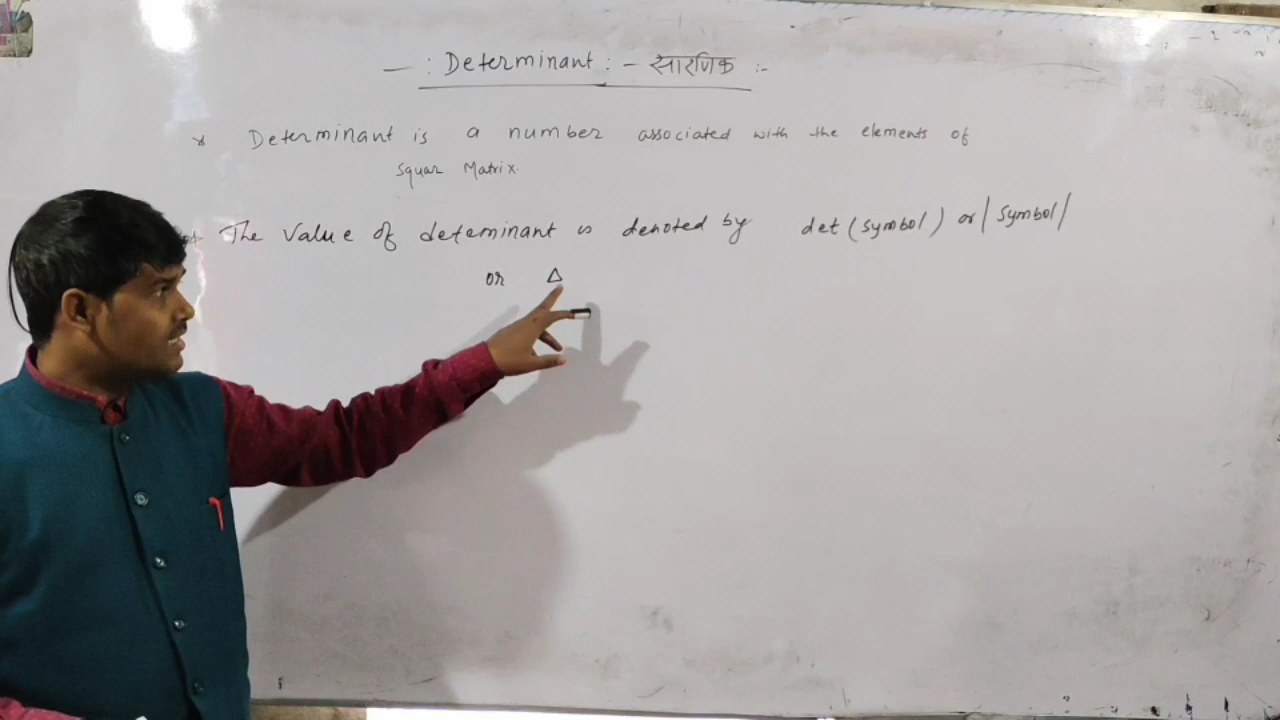 — : Determinant : - सारणिक :-
* Determinant is a number associated with the elements of
Squar Matrix.
* The Value of deteminant is denoted by det (symbol) or |symbol|
or Δ